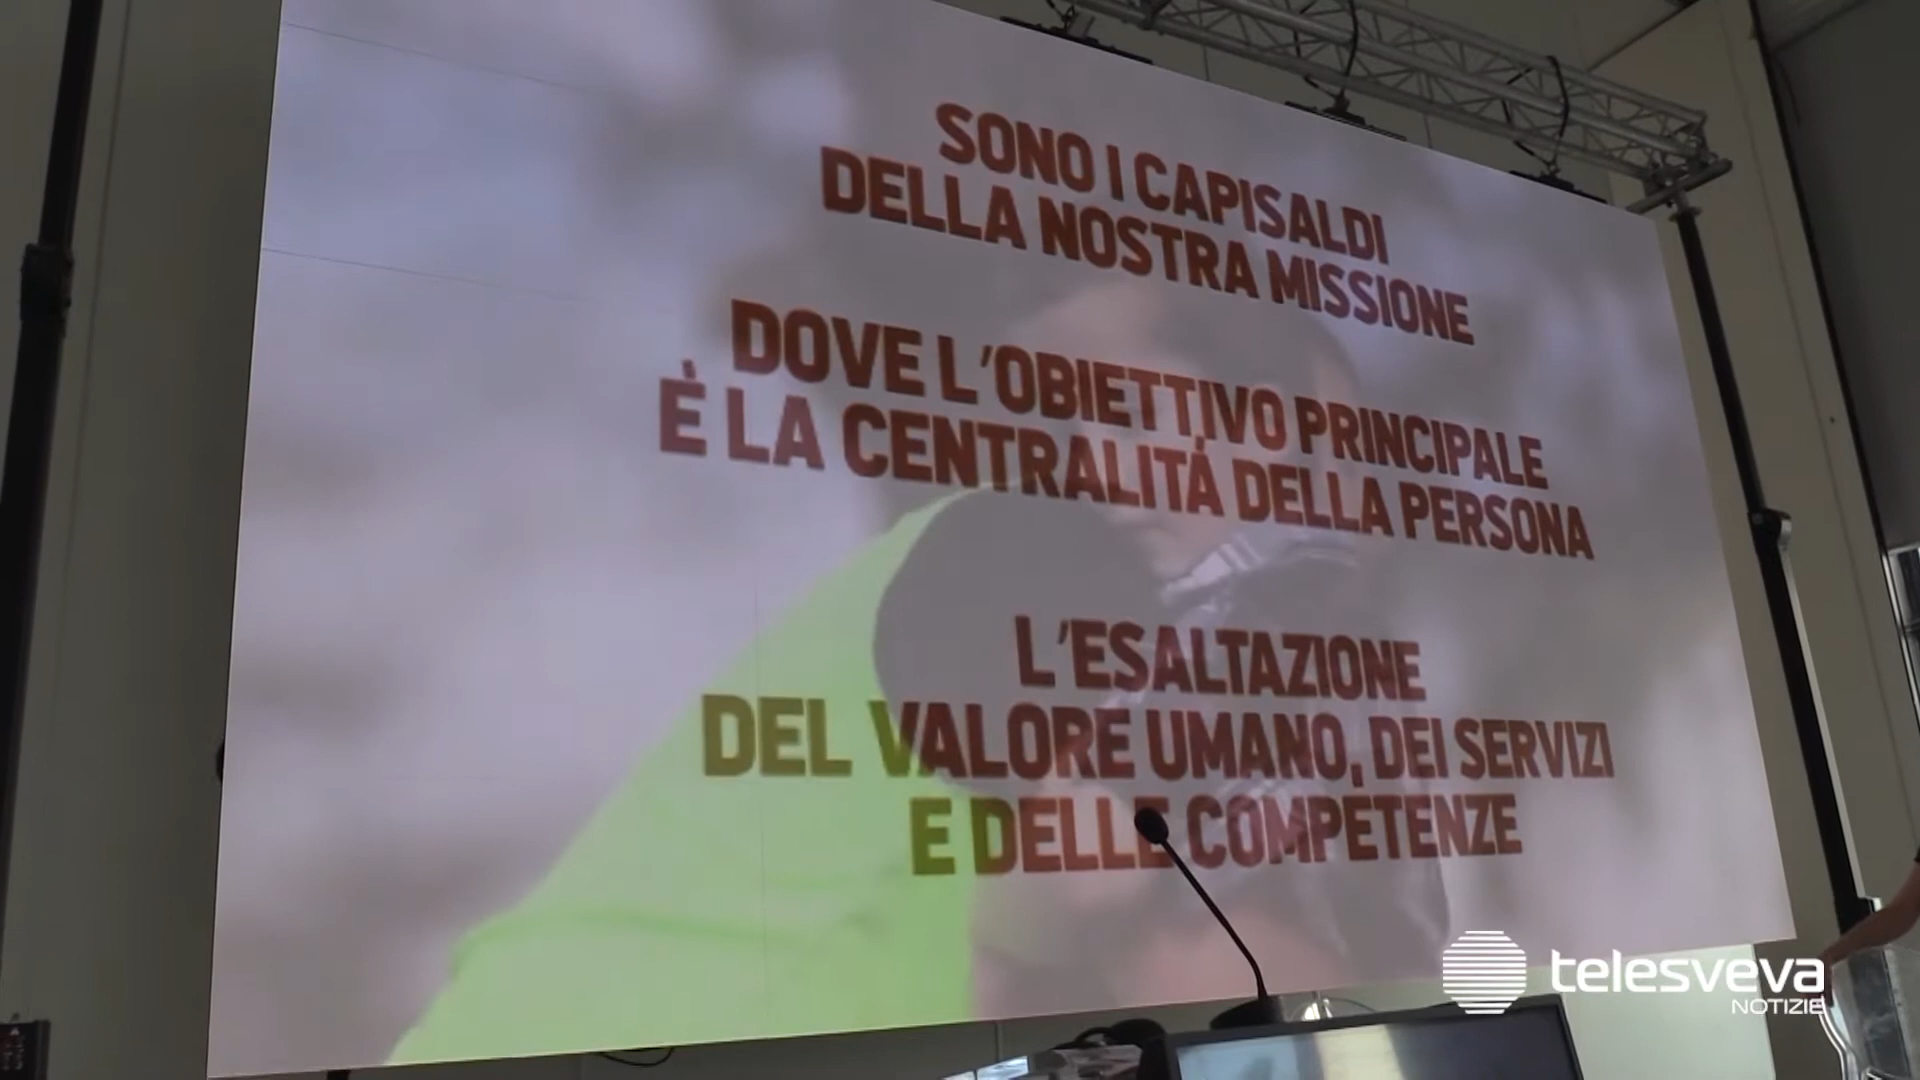 SONO I CAPISALDI
DELLA NOSTRA MISSIONE
DOVE L'OBIETTIVO PRINCIPALE
È LA CENTRALITÁ DELLA PERSONA
L'ESALTAZIONE
DEL VALORE UMANO, DEI SERVIZI
E DELLE COMPETENZE
telesveva
NOTIZIE